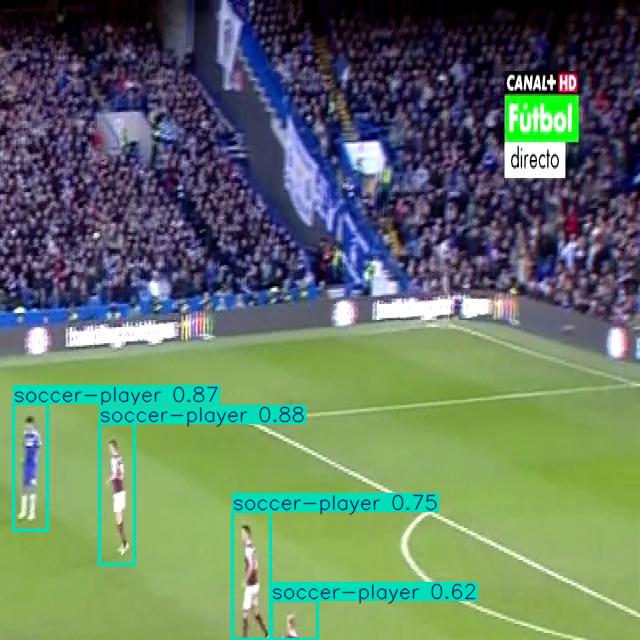 CANAL+ HD
Fútbol
directo
soccer-player 0.87
soccer-player 0.88
soccer-player 0.75
soccer-player 0.62